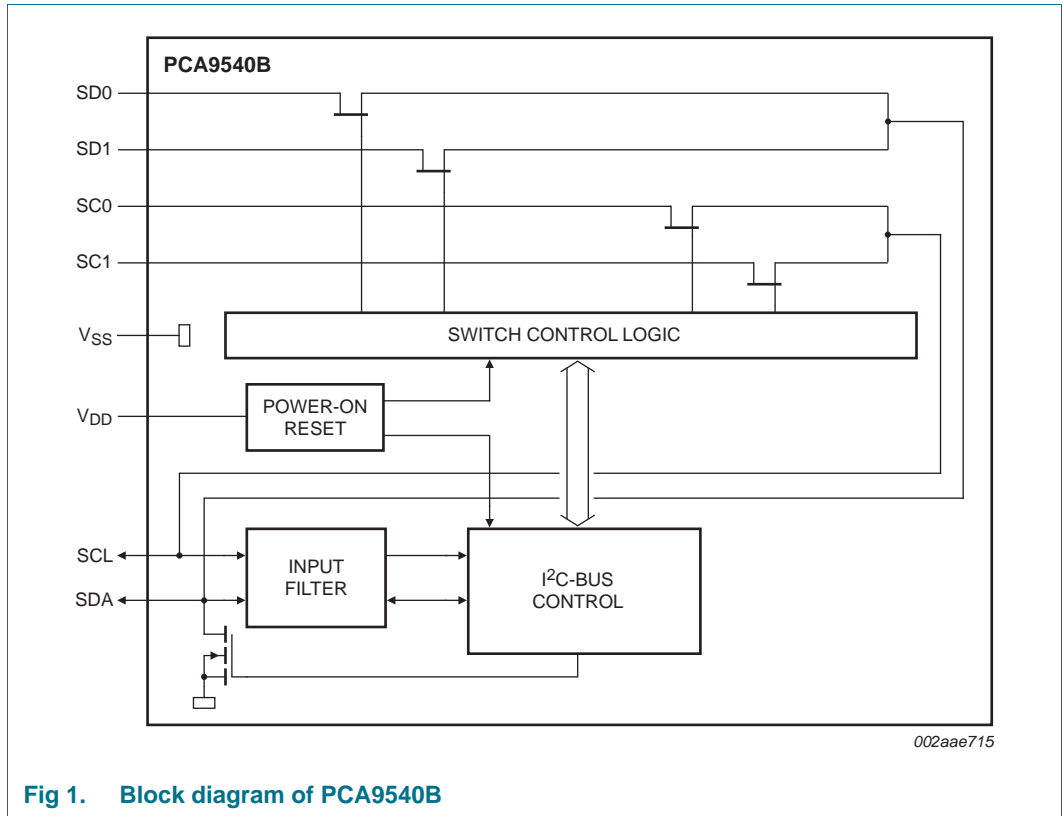 PCA9540B
SD0
SD1
SC0
SC1
VSS
SWITCH CONTROL LOGIC
VDD
POWER-ON
RESET
SCL
SDA
INPUT
FILTER
I2C-BUS
CONTROL
002aae715
Fig 1. Block diagram of PCA9540B